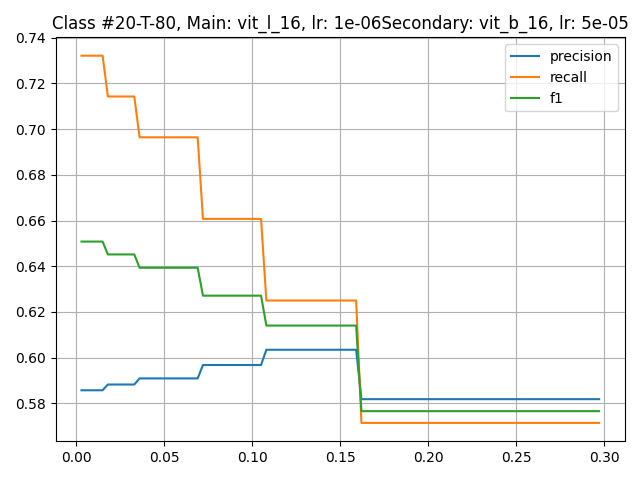 Class #20-T-80, Main: vit_l_16, lr: 1e-06Secondary: vit_b_16, lr: 5e-05
0.74
0.72
0.70
0.68
0.66
0.64
0.62
0.60
0.58
precision
recall
f1
0.00 0.05 0.10 0.15 0.20 0.25 0.30